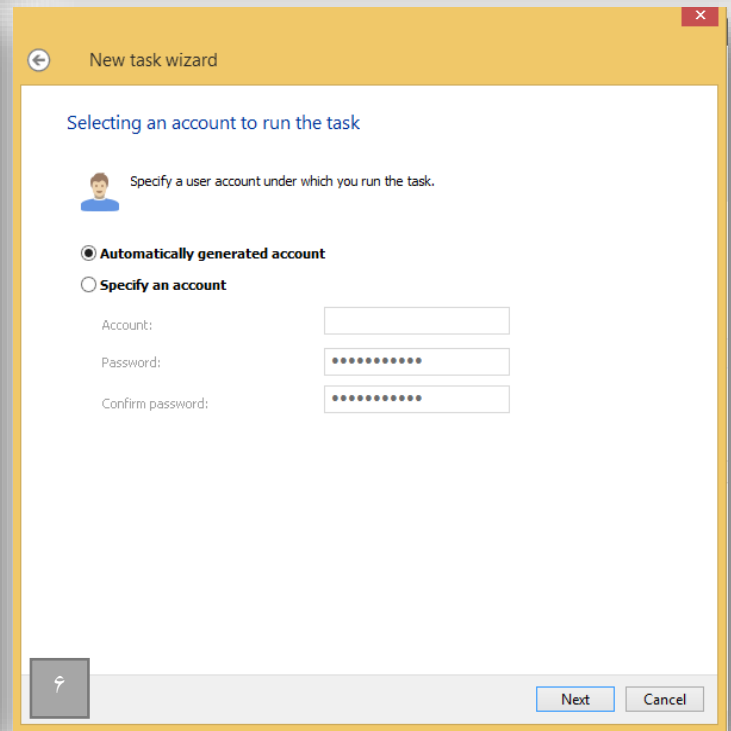 New task wizard
Selecting an account to run the task
Specify a user account under which you run the task.
Automatically generated account
Specify an account
Account:
Password: •••••••••••
Confirm password: •••••••••••
۶
Next Cancel